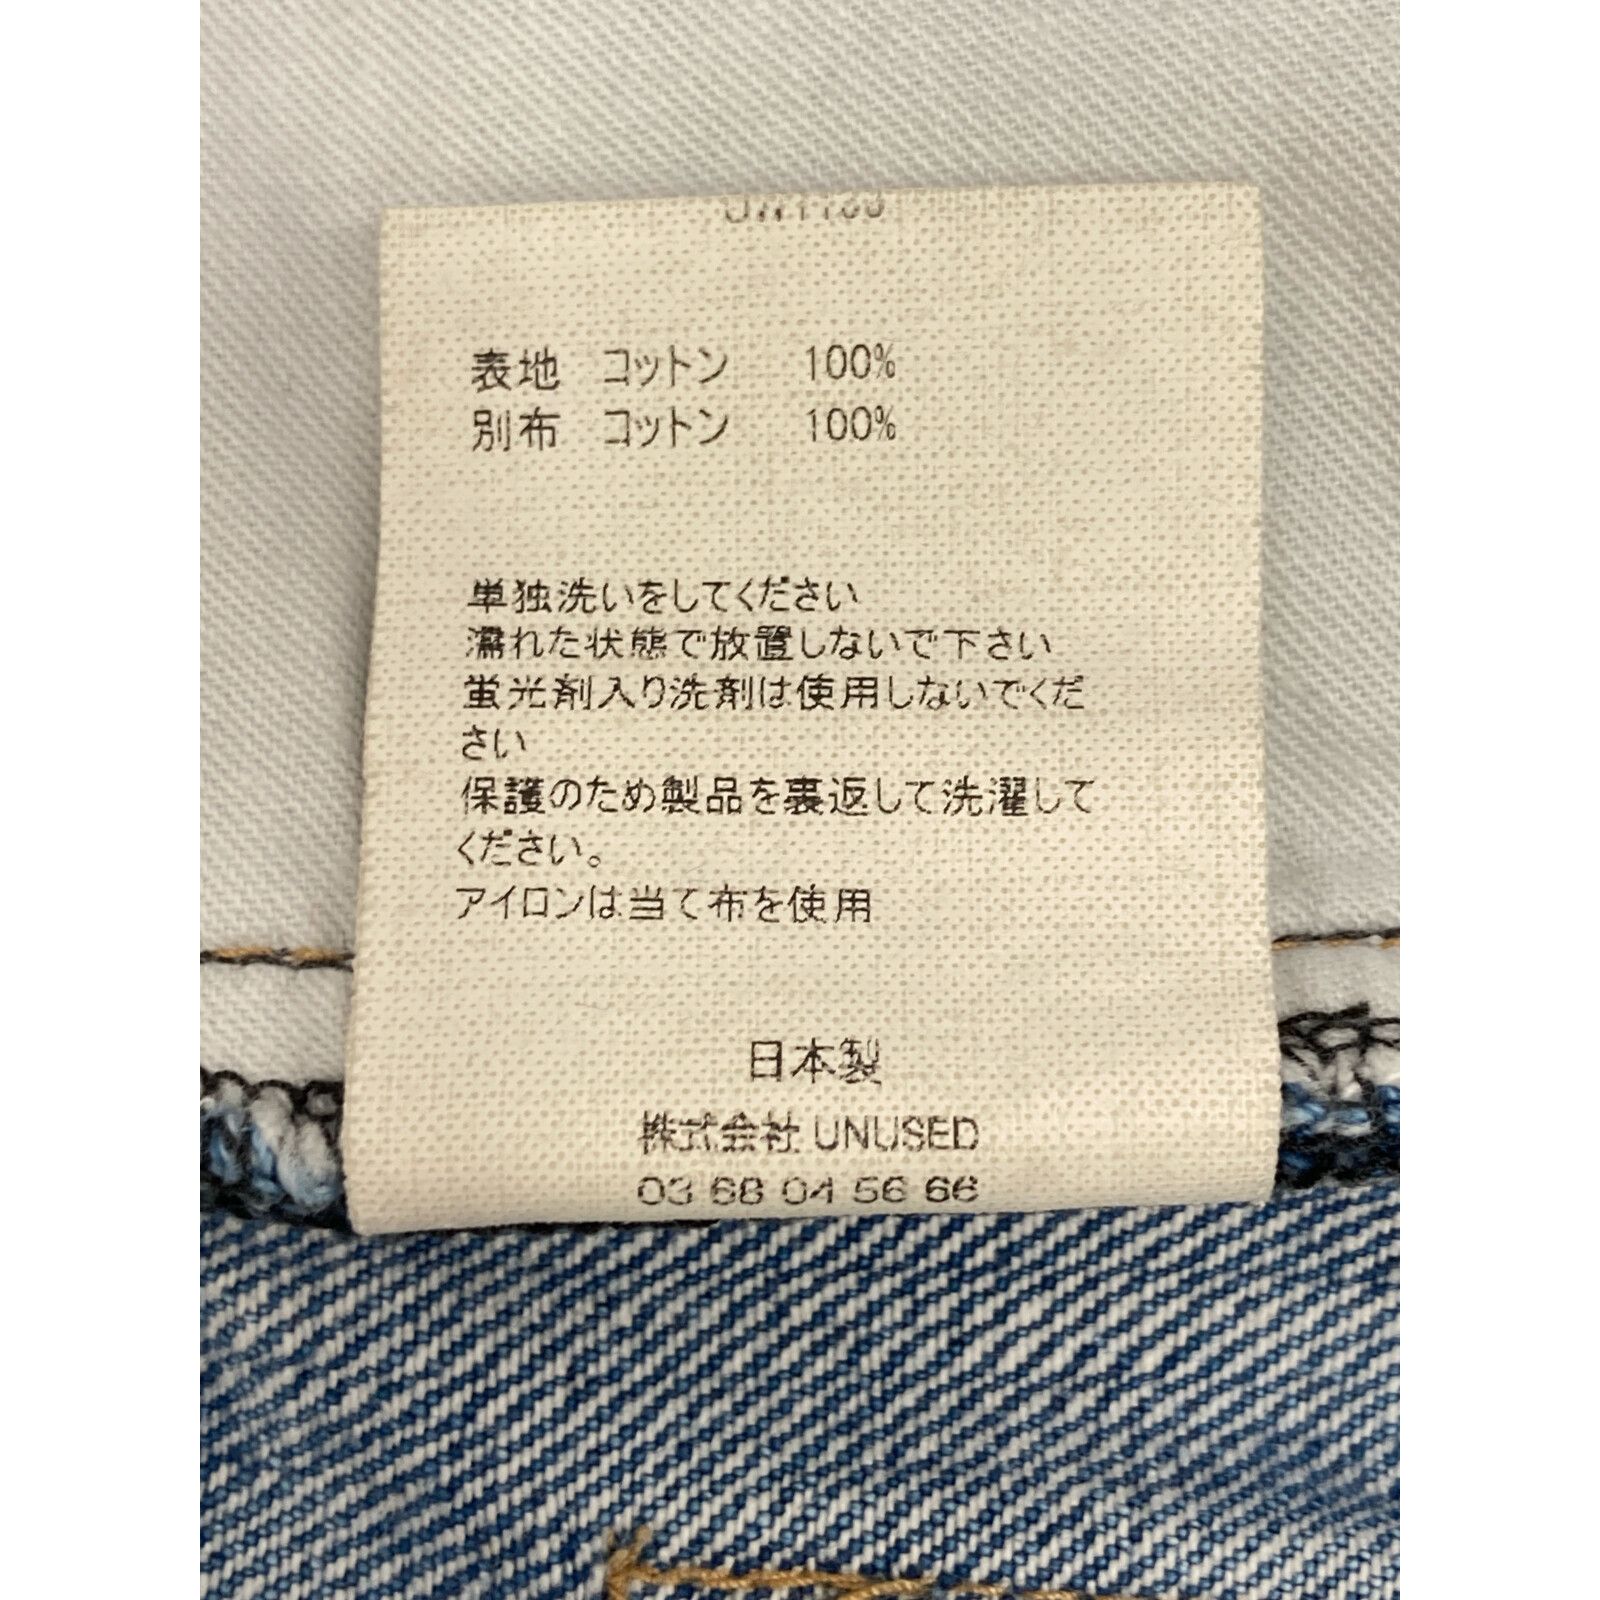 表地 コットン 100%
別布 コットン 100%
単独洗いをしてください
濡れた状態で放置しないで下さい
蛍光剤入り洗剤は使用しないでくだ
さい
保護のため製品を裏返して洗濯して
ください。
アイロンは当て布を使用
日本製
株式会社 UNUSED
03 68 04 56 66